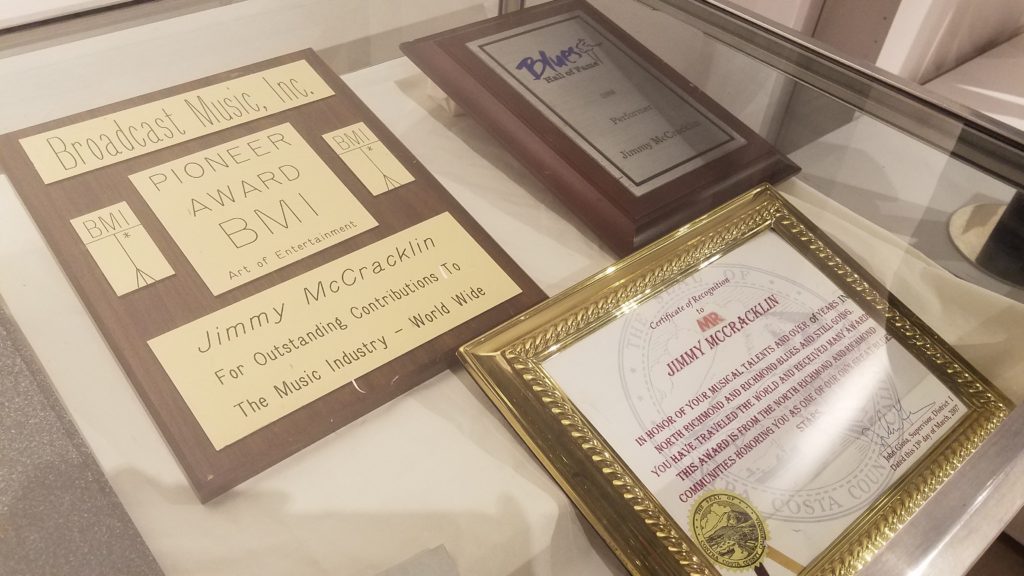 Broadcast Music, Inc.
PIONEER
AWARD
BMI
Art of Entertainment
BMI
BMI
Jimmy McCracklin
For Outstanding Contributions To
The Music Industry – World Wide
Blues
Hall of Fame
Performer
Jimmy McCracklin
Certificate of Recognition
to
MR
JIMMY MCCRACKLIN
IN HONOR OF YOUR MUSICAL TALENTS AND OVER YEARS IN
NORTH RICHMOND AND RICHMOND BLUES AND STILL GOING.
YOU HAVE TRAVELED THE WORLD AND RECEIVED MANY AWARDS
THIS AWARD IS FROM THE NORTH RICHMOND AND RICHMOND
COMMUNITIES HONORING YOU AS ONE OF OUR OWN
STARS
John Gioia, Supervisor District 1
Dated this day of March, 2007
COSTA COUNTY